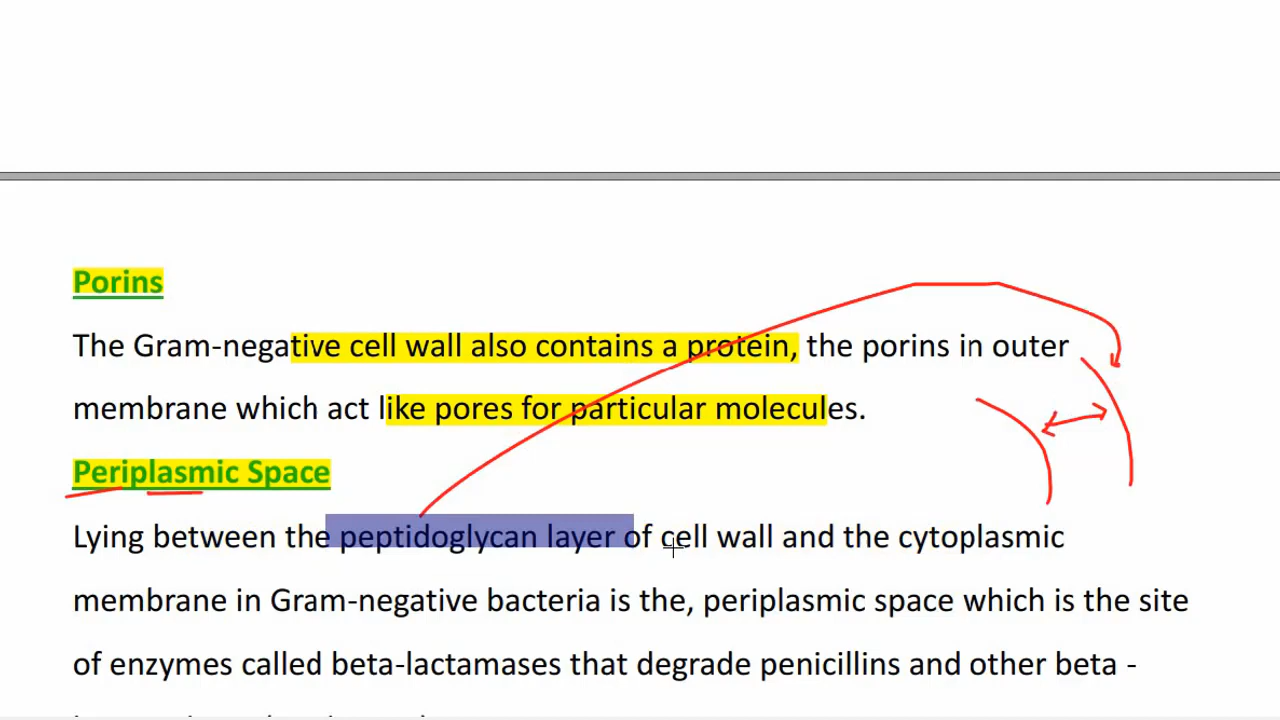 Porins
The Gram-negative cell wall also contains a protein, the porins in outer
membrane which act like pores for particular molecules.
Periplasmic Space
Lying between the peptidoglycan layer of cell wall and the cytoplasmic
membrane in Gram-negative bacteria is the, periplasmic space which is the site
of enzymes called beta-lactamases that degrade penicillins and other beta -